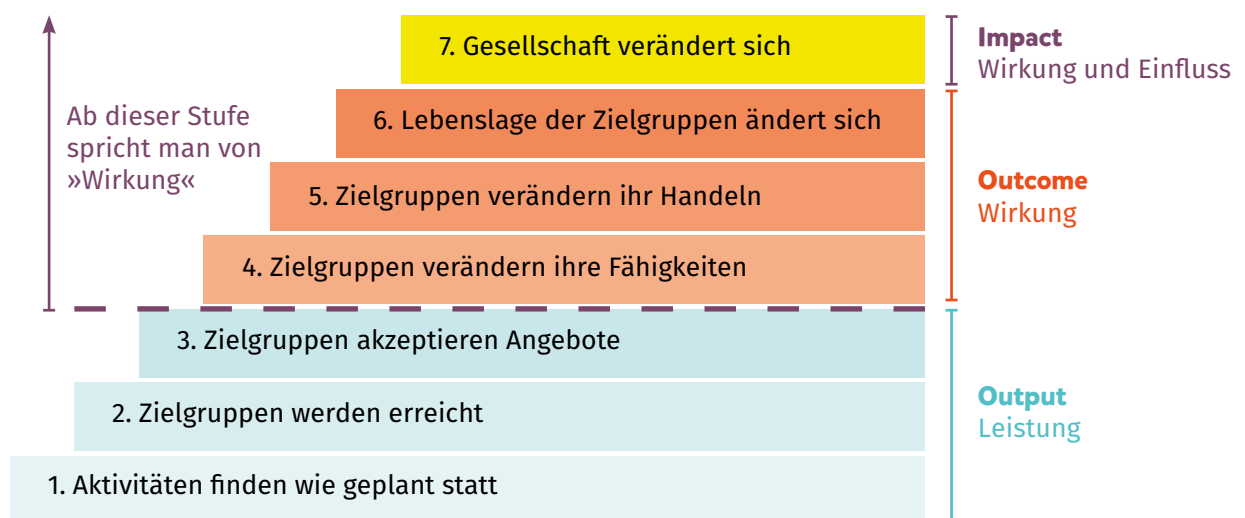 7. Gesellschaft verändert sich
Impact
Wirkung und Einfluss
Ab dieser Stufe
spricht man von
»Wirkung«
6. Lebenslage der Zielgruppen ändert sich
5. Zielgruppen verändern ihr Handeln
Outcome
Wirkung
4. Zielgruppen verändern ihre Fähigkeiten
3. Zielgruppen akzeptieren Angebote
2. Zielgruppen werden erreicht
Output
Leistung
1. Aktivitäten finden wie geplant statt